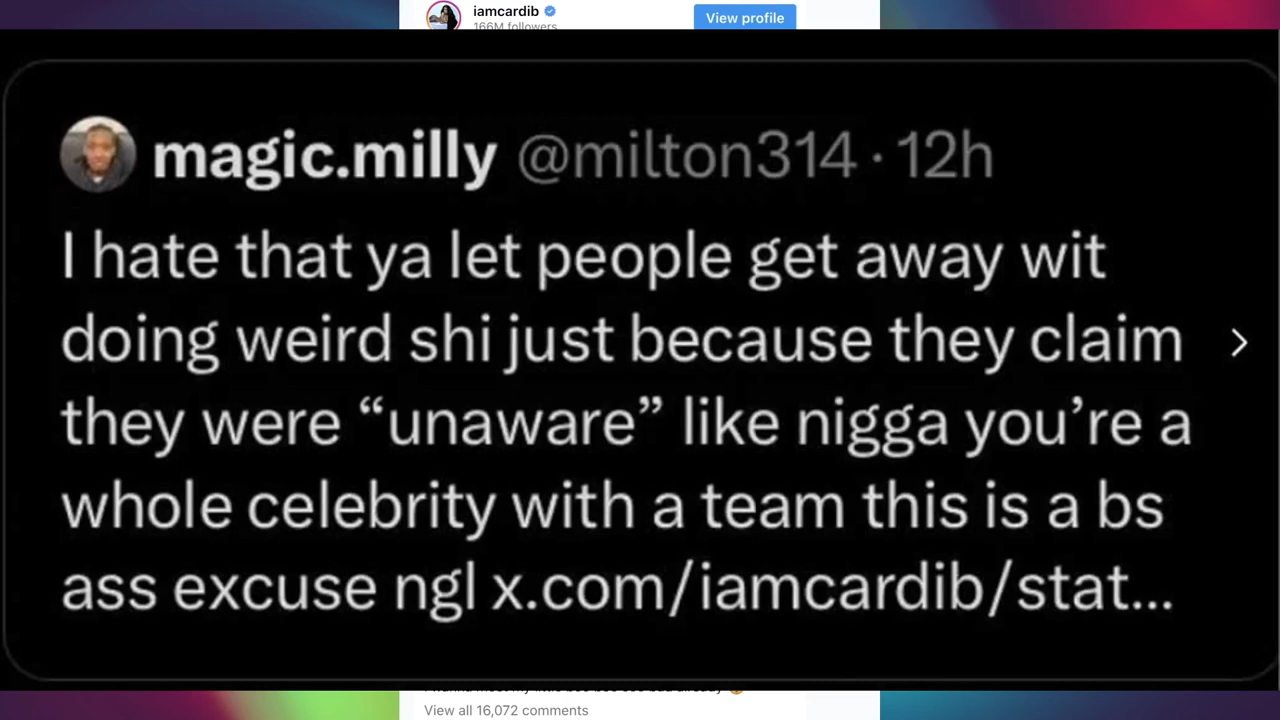 iamcardib
166M followers
View profile
magic.milly @milton314 · 12h
I hate that ya let people get away wit
doing weird shi just because they claim
they were “unaware” like nigga you’re a
whole celebrity with a team this is a bs
ass excuse ngl x.com/iamcardib/stat...
View all 16,072 comments